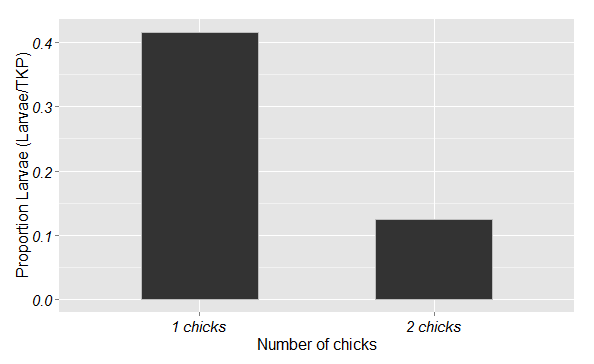 Proportion Larvae (Larvae/TKP)
0.4
0.3
0.2
0.1
0.0
1 chicks 2 chicks
Number of chicks